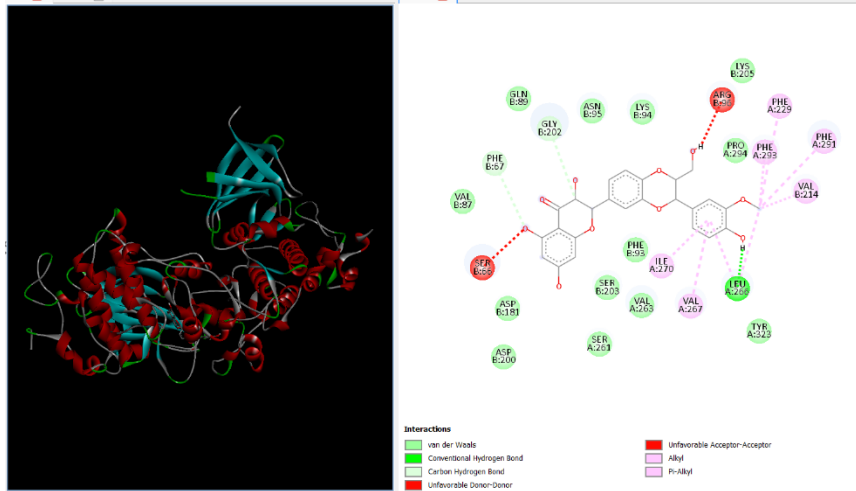 LYS
B:205
GLN
B:89
ASN
B:95
LYS
B:94
ARG
B:96
PHE
A:229
GLY
B:202
PHE
A:293
PHE
A:291
PRO
A:294
PHE
B:67
VAL
A:214
VAL
B:87
H
O
O
O
O
O
O
O
O
O
PHE
B:93
H
SER
B:66
ILE
A:270
LEU
A:266
SER
B:203
VAL
A:263
VAL
A:267
ASP
B:181
TYR
A:323
SER
A:261
ASP
B:200
Interactions
van der Waals
Conventional Hydrogen Bond
Carbon Hydrogen Bond
Unfavorable Donor-Donor
Unfavorable Acceptor-Acceptor
Alkyl
Pi-Alkyl